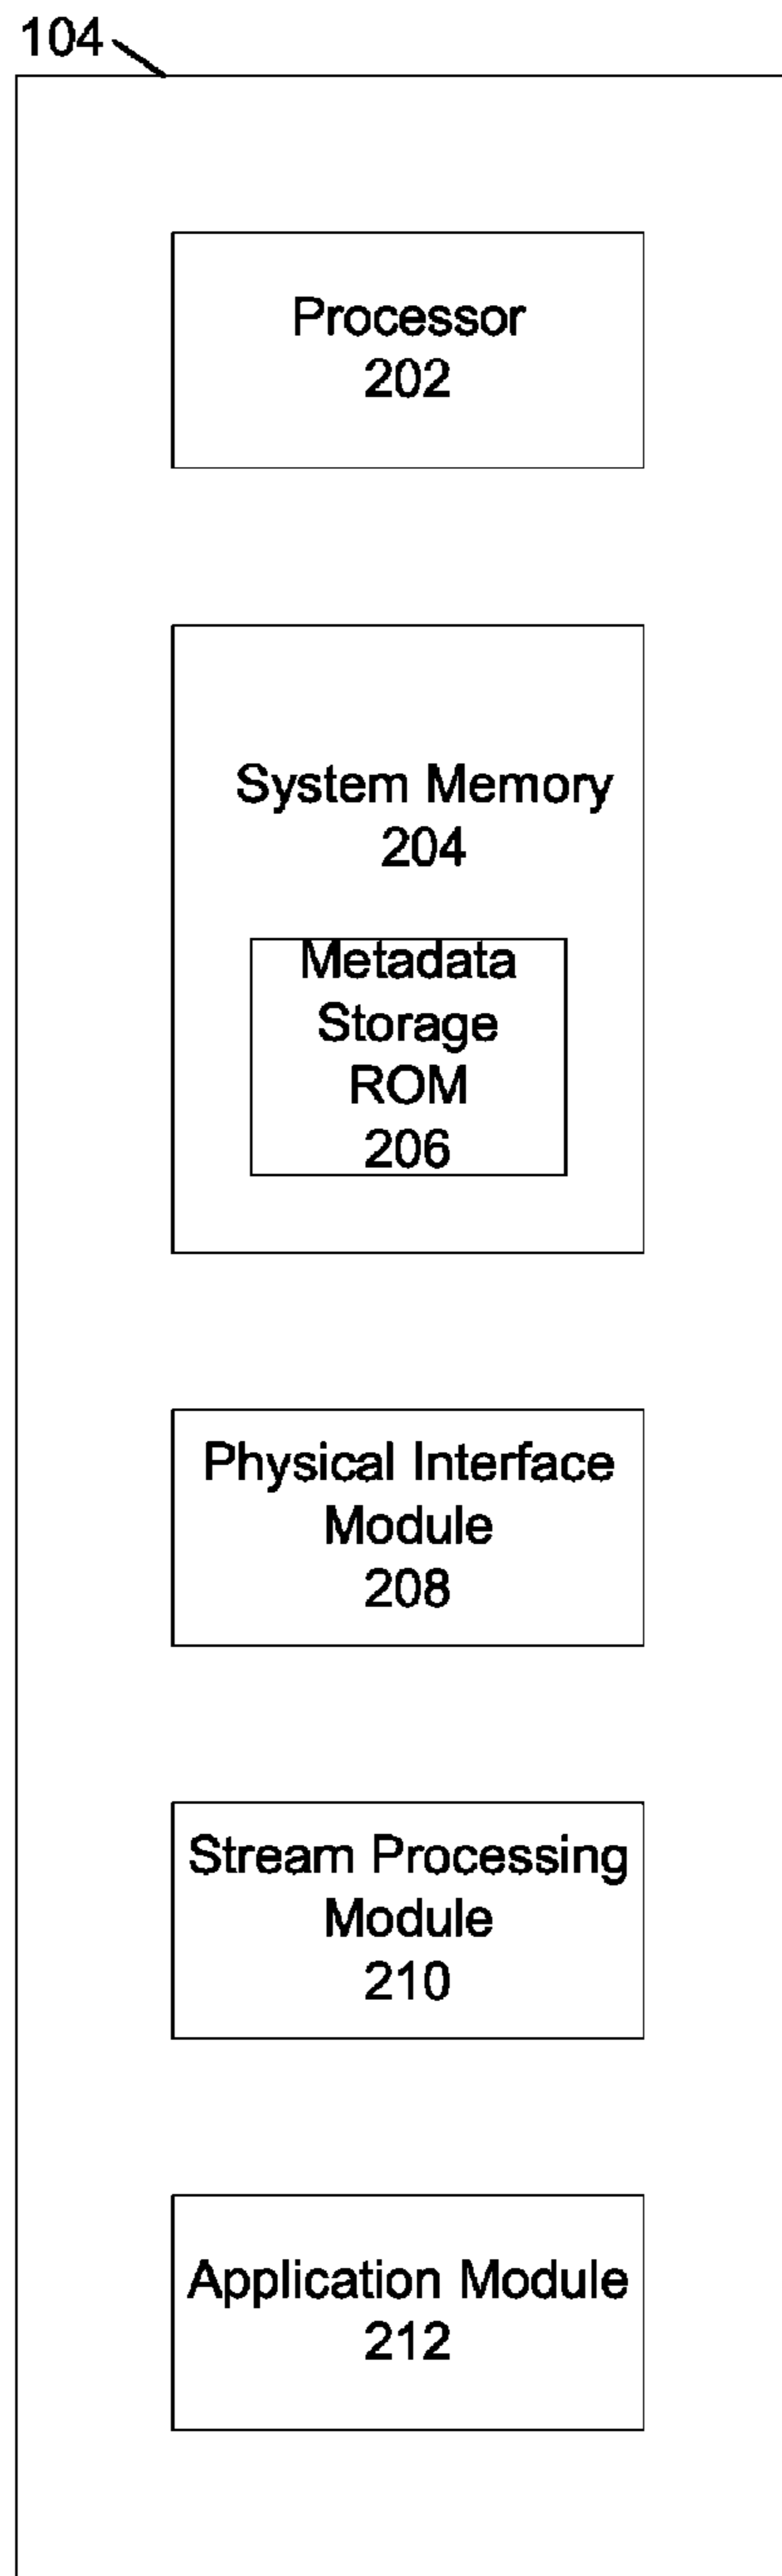 104
Processor
202
System Memory
204
Metadata
Storage
ROM
206
Physical Interface
Module
208
Stream Processing
Module
210
Application Module
212